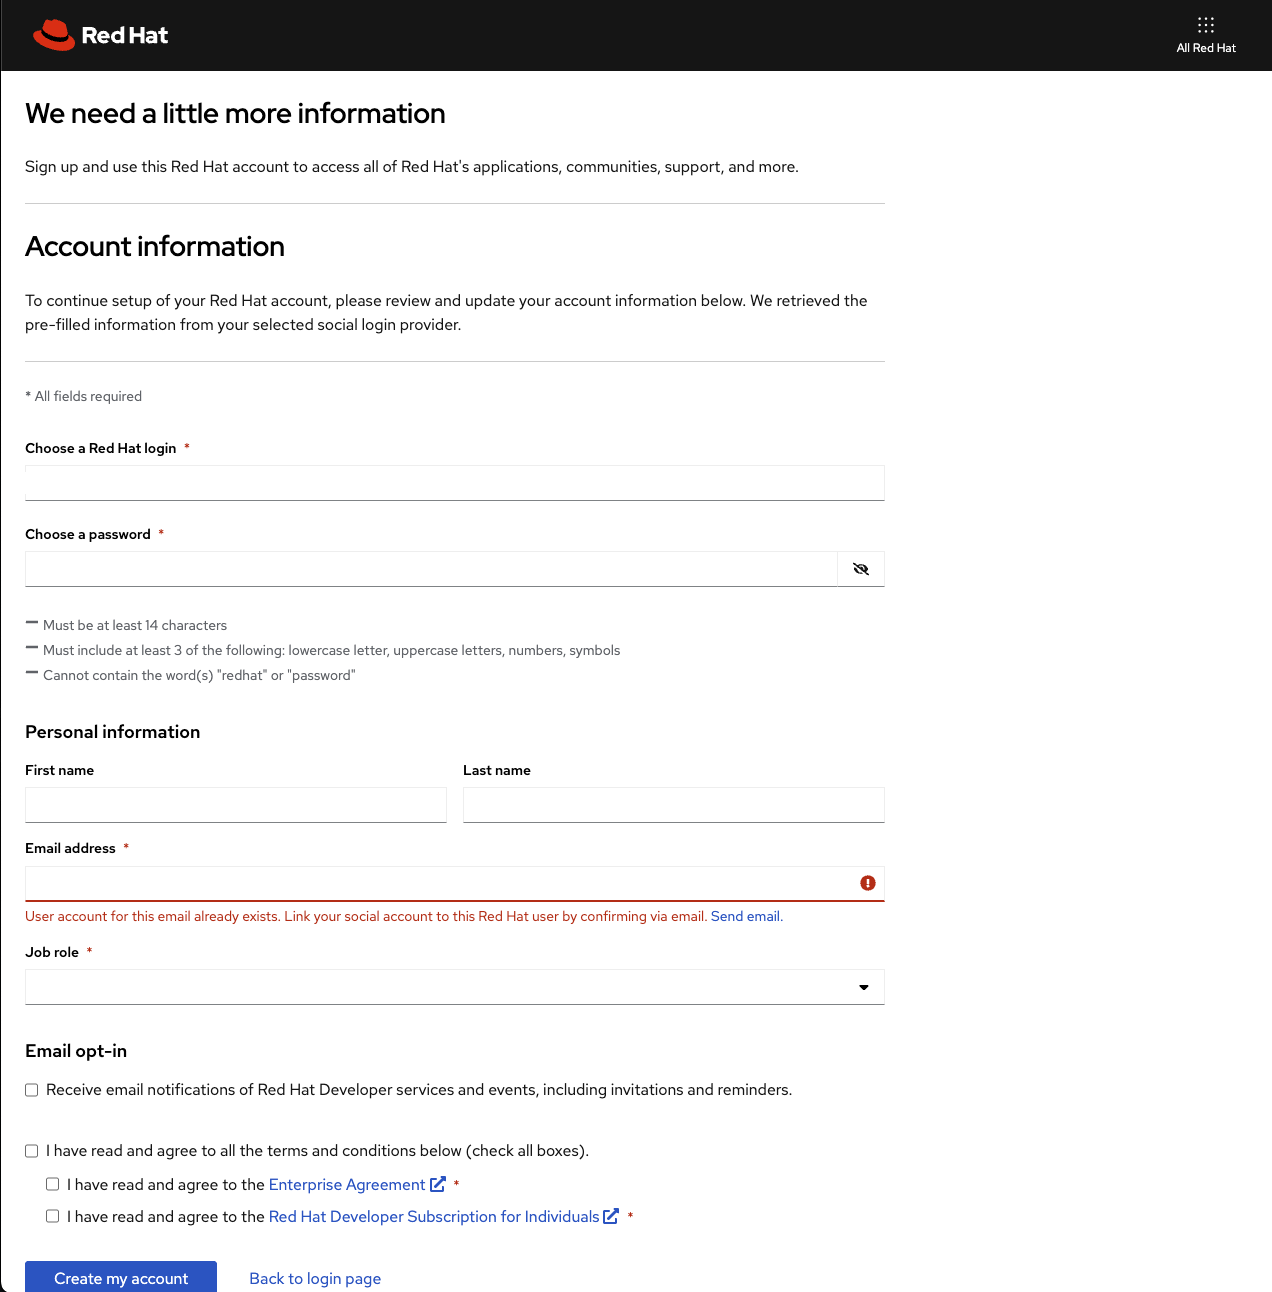 Red Hat
All Red Hat
We need a little more information
Sign up and use this Red Hat account to access all of Red Hat's applications, communities, support, and more.
Account information
To continue setup of your Red Hat account, please review and update your account information below. We retrieved the
pre-filled information from your selected social login provider.
* All fields required
Choose a Red Hat login *
Choose a password *
Must be at least 14 characters
Must include at least 3 of the following: lowercase letter, uppercase letters, numbers, symbols
Cannot contain the word(s) "redhat" or "password"
Personal information
First name Last name
Email address *
User account for this email already exists. Link your social account to this Red Hat user by confirming via email. Send email.
Job role *
Email opt-in
Receive email notifications of Red Hat Developer services and events, including invitations and reminders.
I have read and agree to all the terms and conditions below (check all boxes).
I have read and agree to the Enterprise Agreement *
I have read and agree to the Red Hat Developer Subscription for Individuals *
Create my account Back to login page